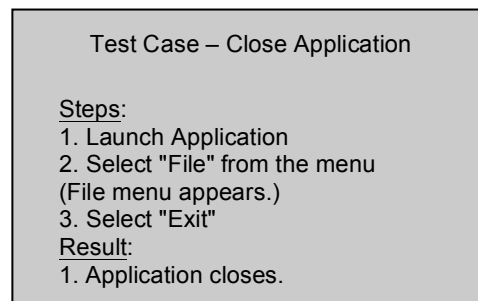 Test Case – Close Application
Steps:
1. Launch Application
2. Select "File" from the menu
(File menu appears.)
3. Select "Exit"
Result:
1. Application closes.